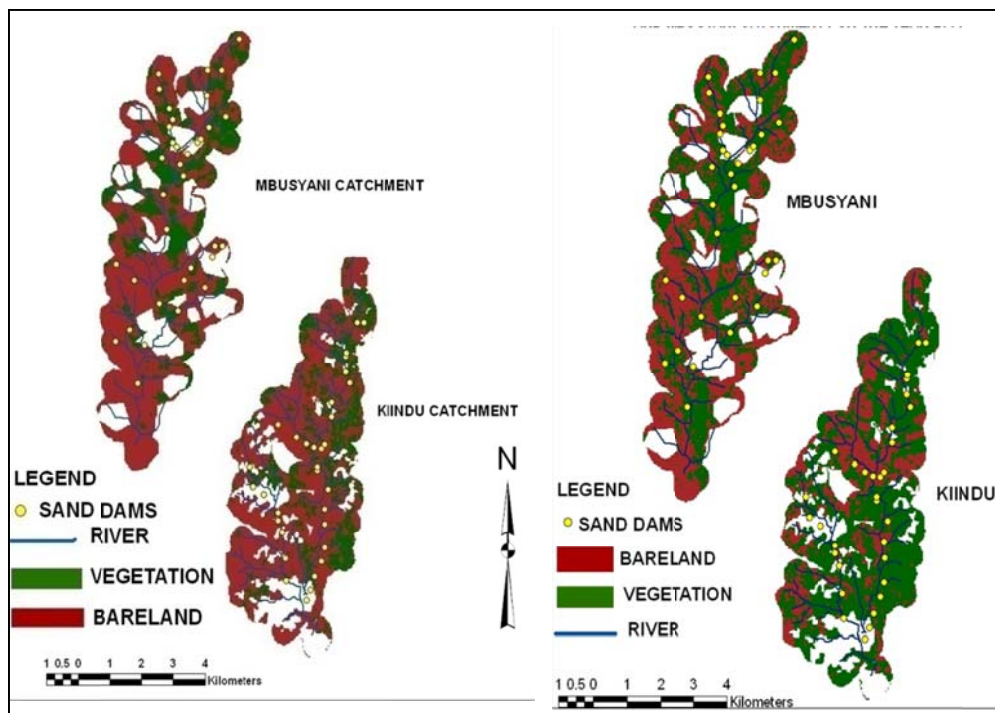 MBUSYANI CATCHMENT
KIINDU CATCHMENT
LEGEND
SAND DAMS
RIVER
VEGETATION
BARELAND
1 0.5 0 1 2 3 4
Kilometers
N
MBUSYANI
KIINDU
LEGEND
SAND DAMS
BARELAND
VEGETATION
RIVER
1 0.5 0 1 2 3 4
Kilometers